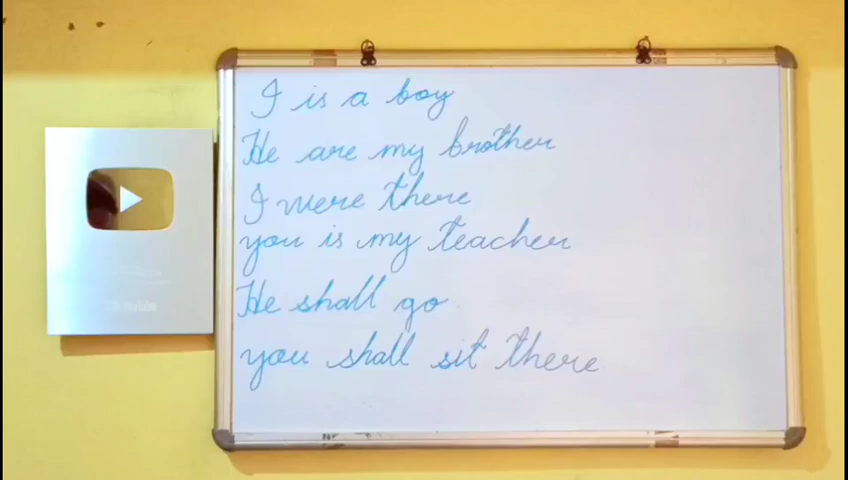 I is a boy
He are my brother
I were there
you is my teacher
He shall go
you shall sit there